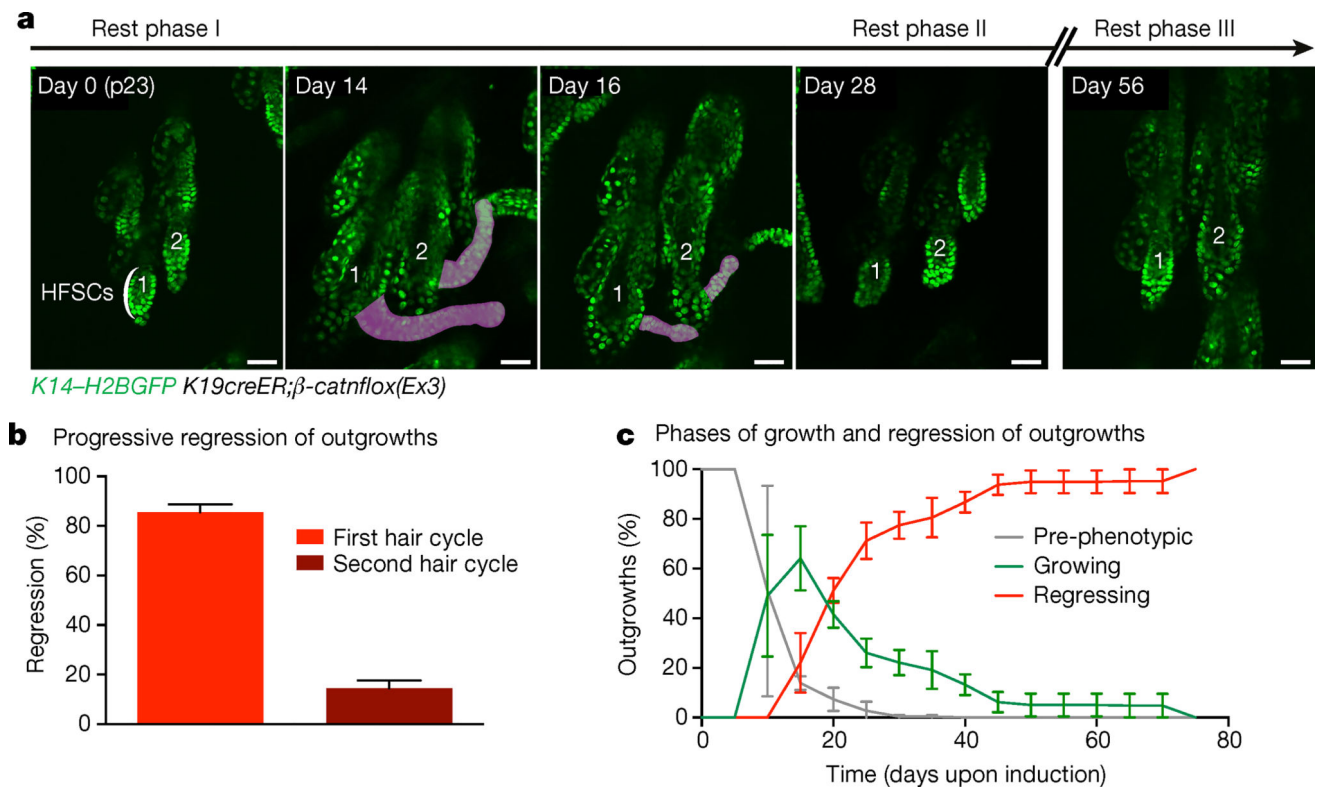 a
Rest phase I
Rest phase II
Rest phase III
Day 0 (p23)
Day 14
Day 16
Day 28
Day 56
HFSCs
1
2
1
2
1
2
1
2
1
2
K14–H2BGFP K19creER;β-catnflox(Ex3)
b Progressive regression of outgrowths
Regression (%)
100
80
60
40
20
0
First hair cycle
Second hair cycle
c Phases of growth and regression of outgrowths
Outgrowths (%)
100
80
60
40
20
0
Pre-phenotypic
Growing
Regressing
0 20 40 60 80
Time (days upon induction)